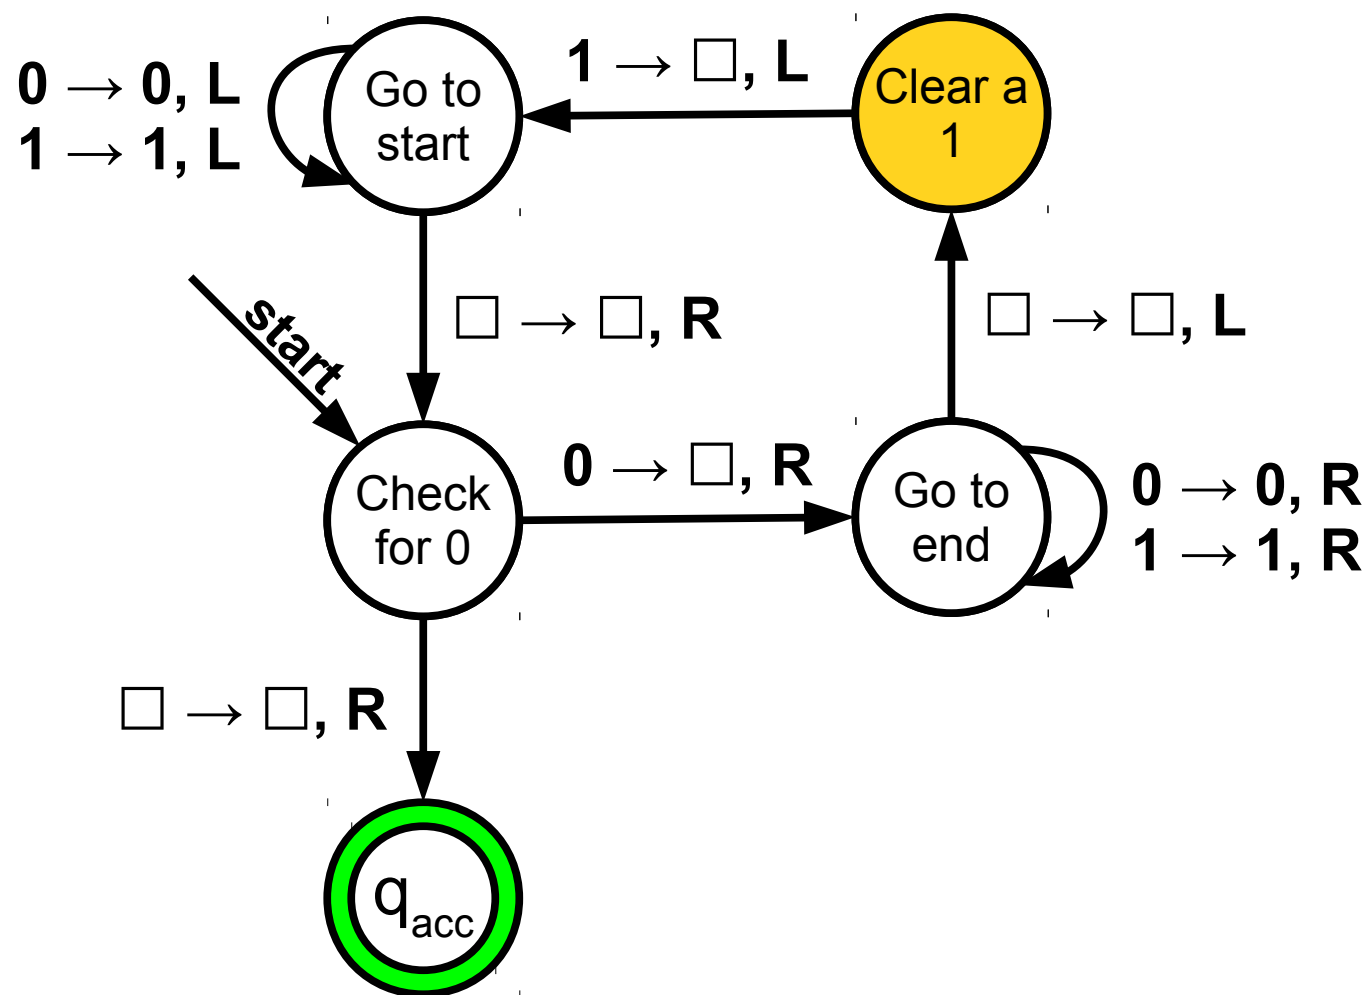 0 → 0, L
1 → 1, L
Go to
start
1 → □, L
Clear a
1
start
□ → □, R
□ → □, L
Check
for 0
0 → □, R
Go to
end
0 → 0, R
1 → 1, R
□ → □, R
qacc